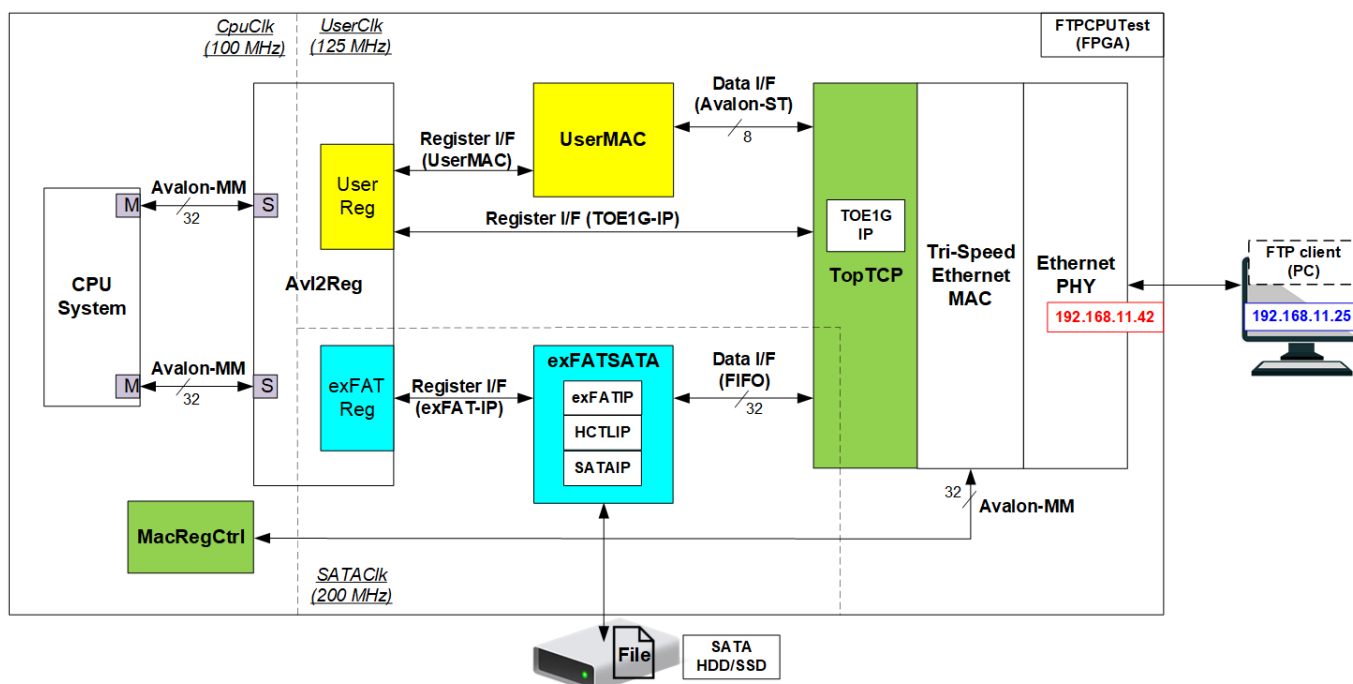 CpuClk
(100 MHz)
UserClk
(125 MHz)
FTPCPUTest
(FPGA)
Data I/F
(Avalon-ST)
8
Register I/F
(UserMAC)
UserMAC
User
Reg
Avalon-MM
32
M
S
Register I/F (TOE1G-IP)
TOE1G
IP
TopTCP
Tri-Speed
Ethernet
MAC
Ethernet
PHY
192.168.11.42
FTP client
(PC)
192.168.11.25
CPU
System
Avl2Reg
Avalon-MM
32
M
S
exFAT
Reg
Register I/F
(exFAT-IP)
exFATSATA
exFATIP
HCTLIP
SATAIP
Data I/F
(FIFO)
32
32
Avalon-MM
MacRegCtrl
SATAClk
(200 MHz)
File
SATA
HDD/SSD